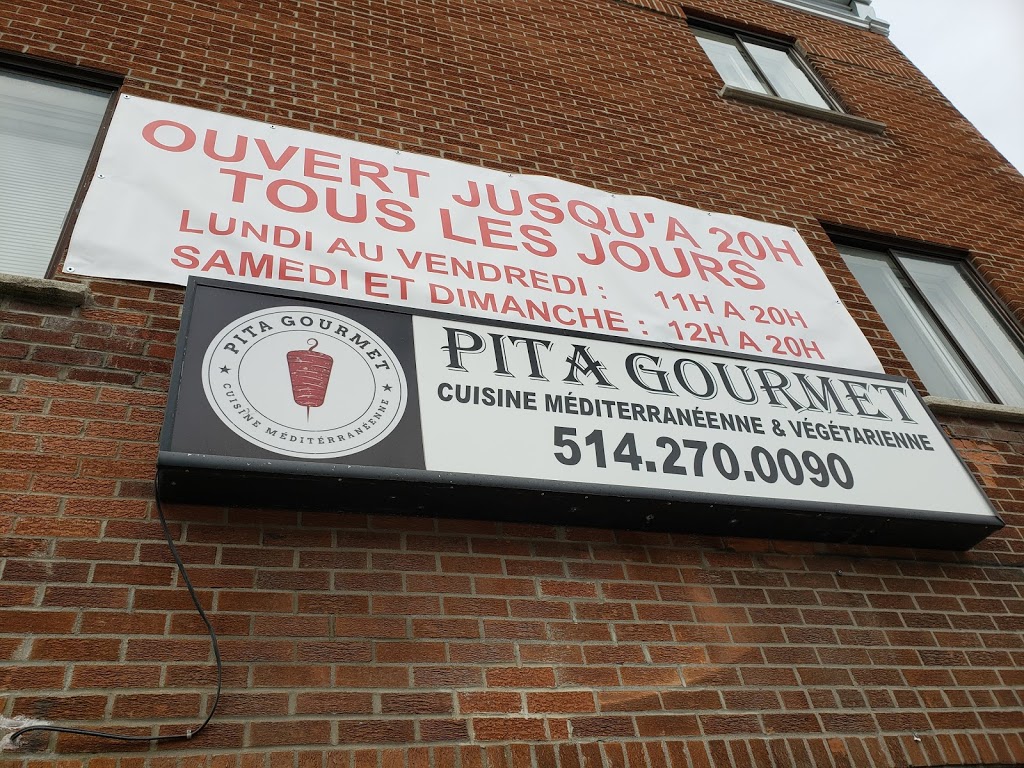 OUVERT JUSQU'A 20H
TOUS LES JOURS
LUNDI AU VENDREDI : 11H A 20H
SAMEDI ET DIMANCHE : 12H A 20H
PITA GOURMET
CUISINE MÉDITÉRRANÉENNE
PITA GOURMET
CUISINE MÉDITERRANÉENNE & VÉGÉTARIENNE
514.270.0090